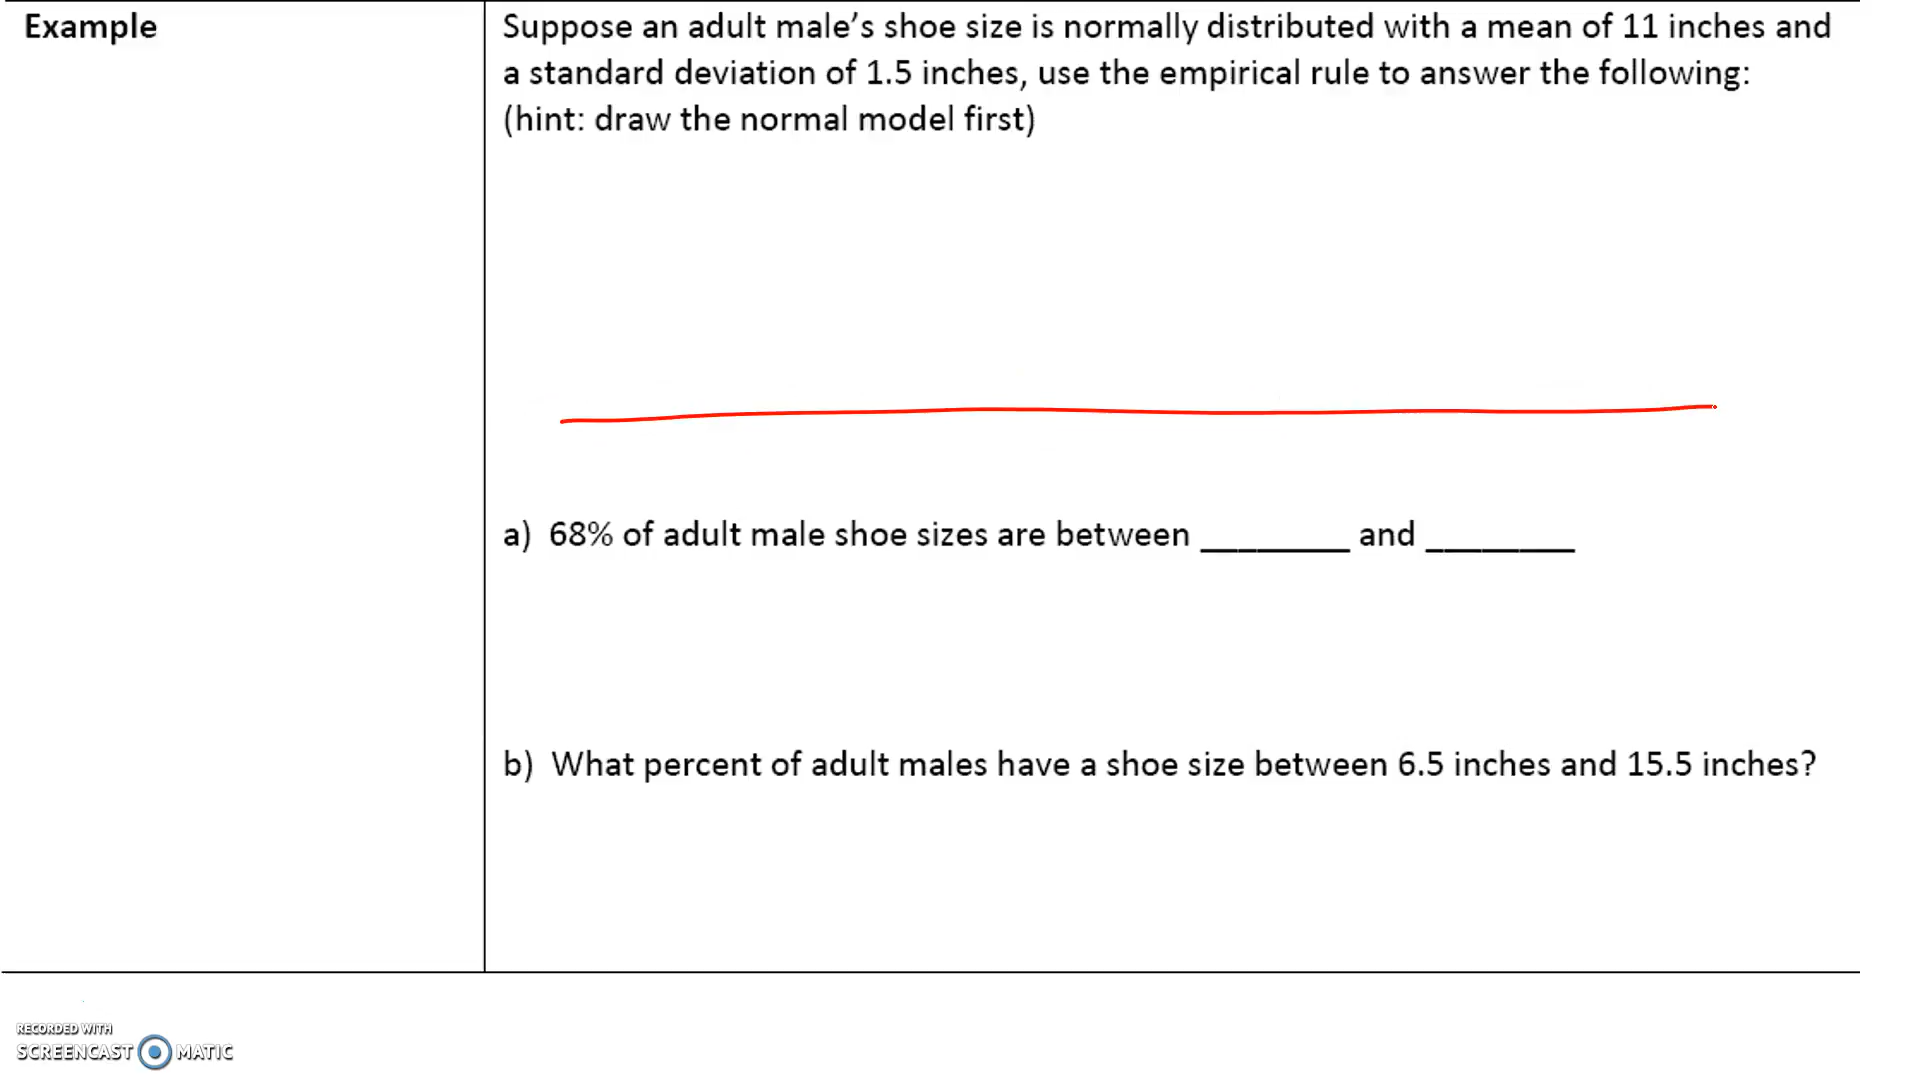 Example
Suppose an adult male’s shoe size is normally distributed with a mean of 11 inches and
a standard deviation of 1.5 inches, use the empirical rule to answer the following:
(hint: draw the normal model first)
a) 68% of adult male shoe sizes are between ________ and ________
b) What percent of adult males have a shoe size between 6.5 inches and 15.5 inches?
RECORDED WITH
SCREENCAST MATIC